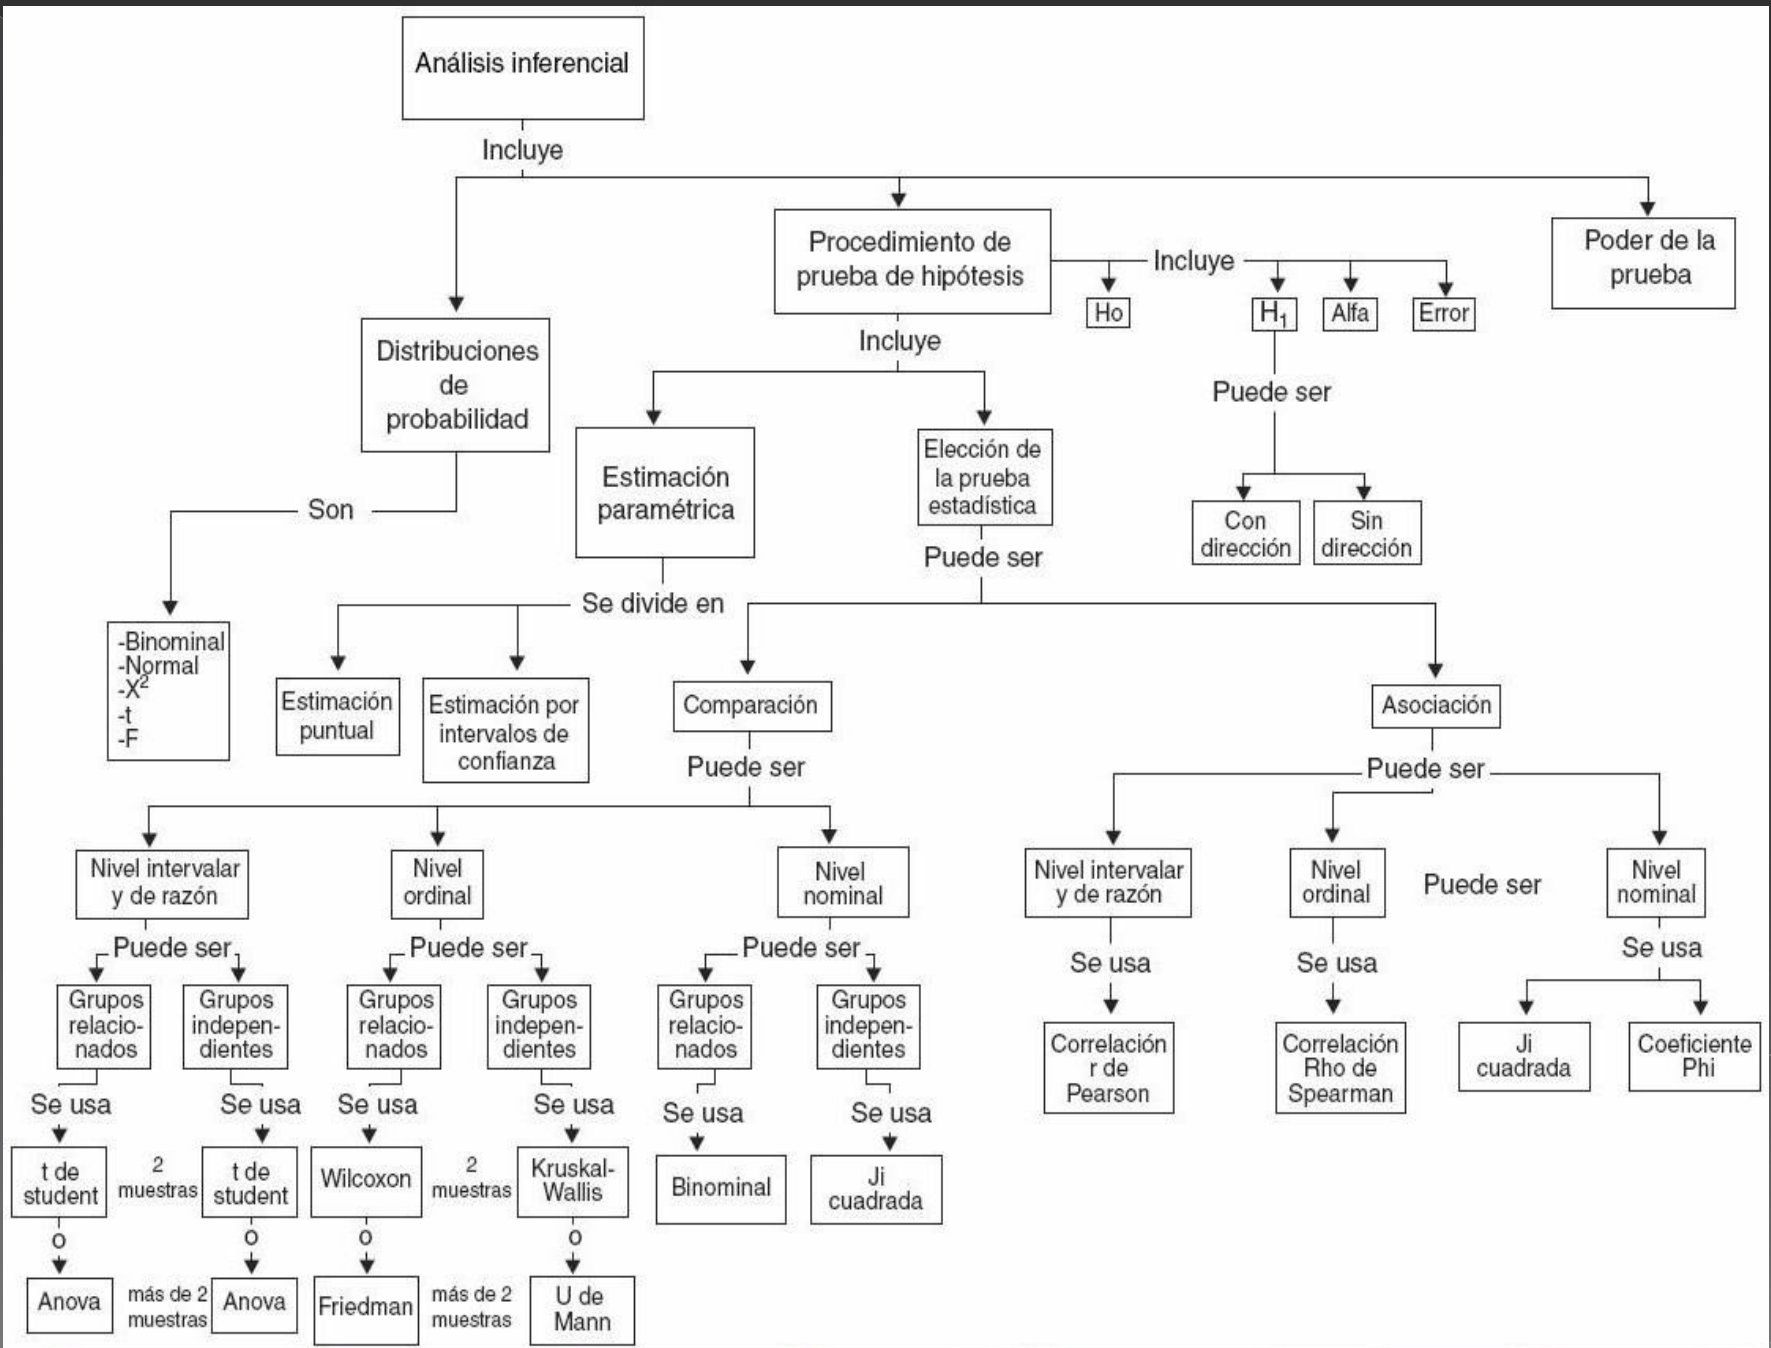 Análisis inferencial
Incluye
Procedimiento de
prueba de hipótesis
Incluye
Ho
H1
Alfa
Error
Poder de la
prueba
Distribuciones
de
probabilidad
Incluye
Puede ser
Con
dirección
Sin
dirección
Estimación
paramétrica
Elección de
la prueba
estadística
Son
Puede ser
Se divide en
-Binominal
-Normal
-X2
-t
-F
Estimación
puntual
Estimación por
intervalos de
confianza
Comparación
Asociación
Puede ser
Puede ser
Nivel intervalar
y de razón
Nivel
ordinal
Nivel
nominal
Nivel intervalar
y de razón
Nivel
ordinal
Puede ser
Nivel
nominal
Puede ser
Puede ser
Puede ser
Se usa
Se usa
Se usa
Grupos
relacio-
nados
Grupos
indepen-
dientes
Grupos
relacio-
nados
Grupos
indepen-
dientes
Grupos
relacio-
nados
Grupos
indepen-
dientes
Correlación
r de
Pearson
Correlación
Rho de
Spearman
Ji
cuadrada
Coeficiente
Phi
Se usa
Se usa
Se usa
Se usa
Se usa
Se usa
t de
student
2
muestras
t de
student
Wilcoxon
2
muestras
Kruskal-
Wallis
Binominal
Ji
cuadrada
o
o
o
o
Anova
más de 2
muestras
Anova
Friedman
más de 2
muestras
U de
Mann